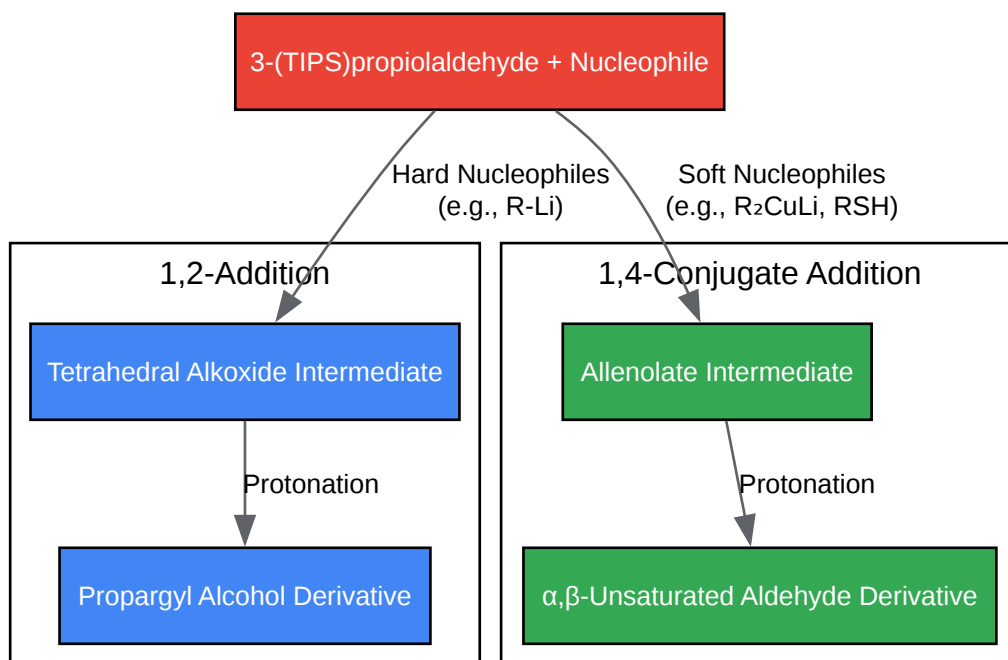 3-(TIPS)propiolaldehyde + Nucleophile
Hard Nucleophiles
(e.g., R-Li)
Soft Nucleophiles
(e.g., R₂CuLi, RSH)
1,2-Addition
1,4-Conjugate Addition
Tetrahedral Alkoxide Intermediate
Allenolate Intermediate
Protonation
Protonation
Propargyl Alcohol Derivative
α,β-Unsaturated Aldehyde Derivative